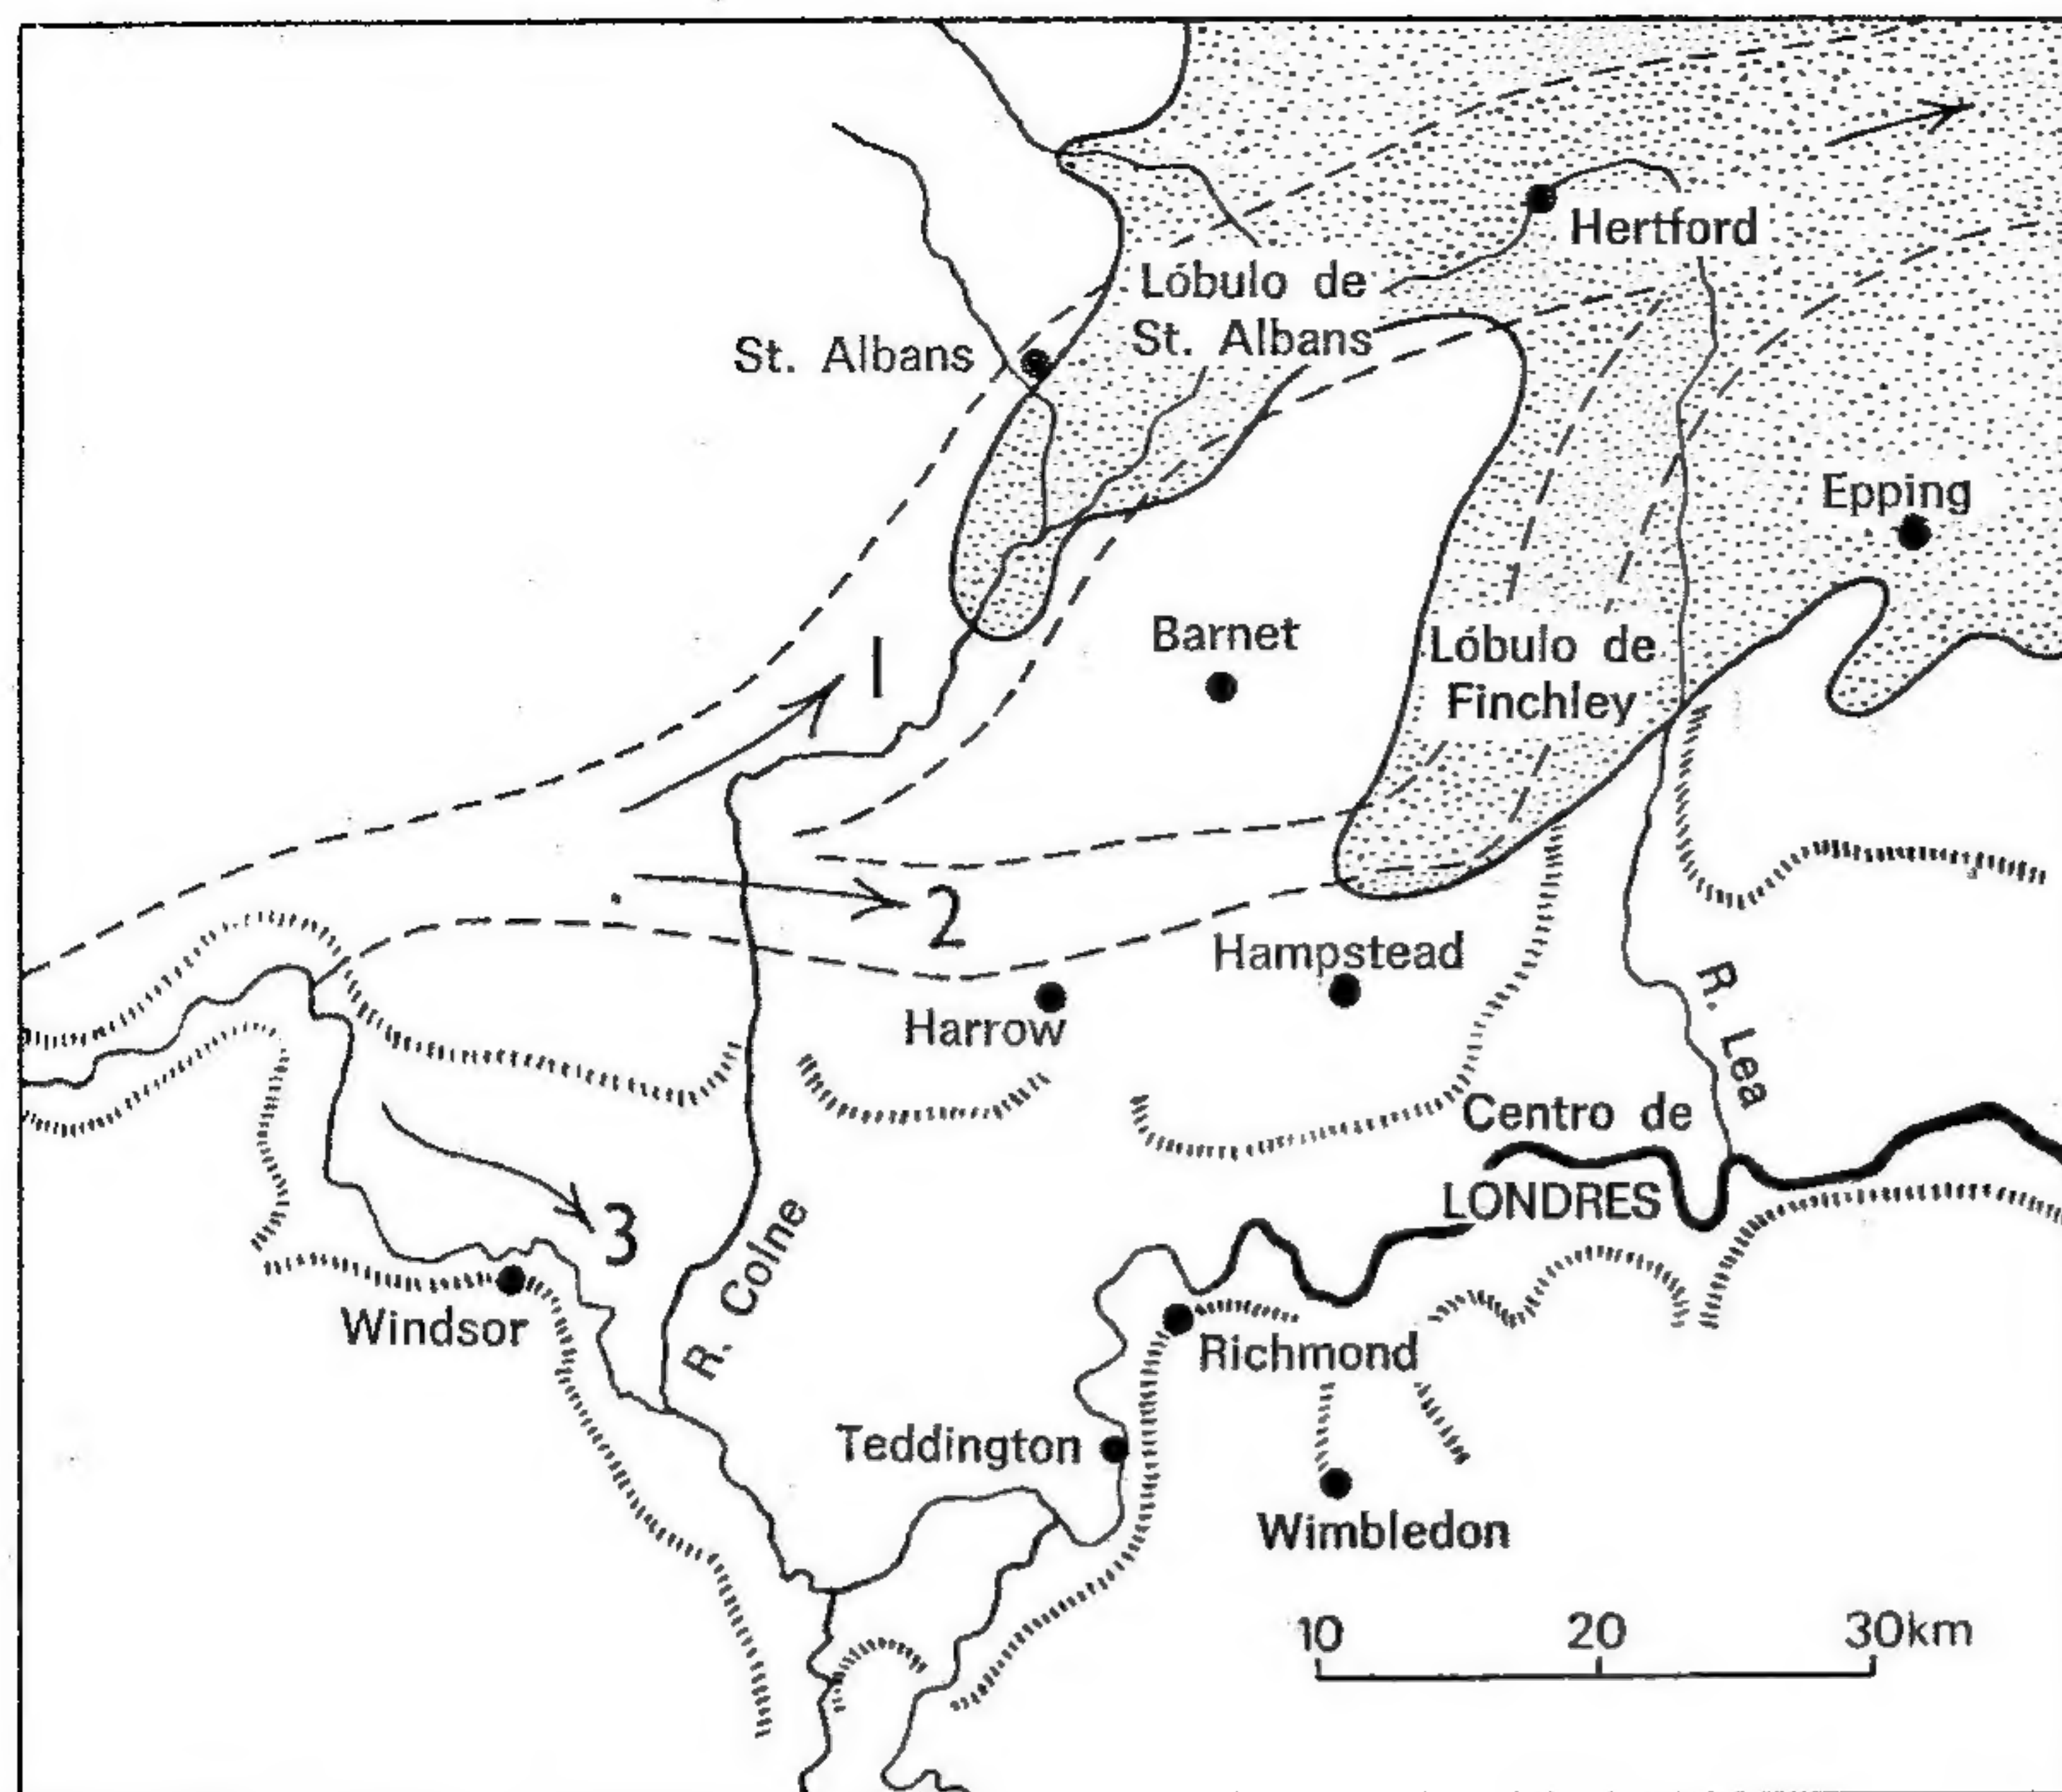 Hertford
Lóbulo de
St. Albans
St. Albans
Epping
Barnet
Lóbulo de
Finchley
1
2
Hampstead
Harrow
R. Lea
Centro de
LONDRES
3
R. Colne
Windsor
Richmond
Teddington
Wimbledon
10 20 30km